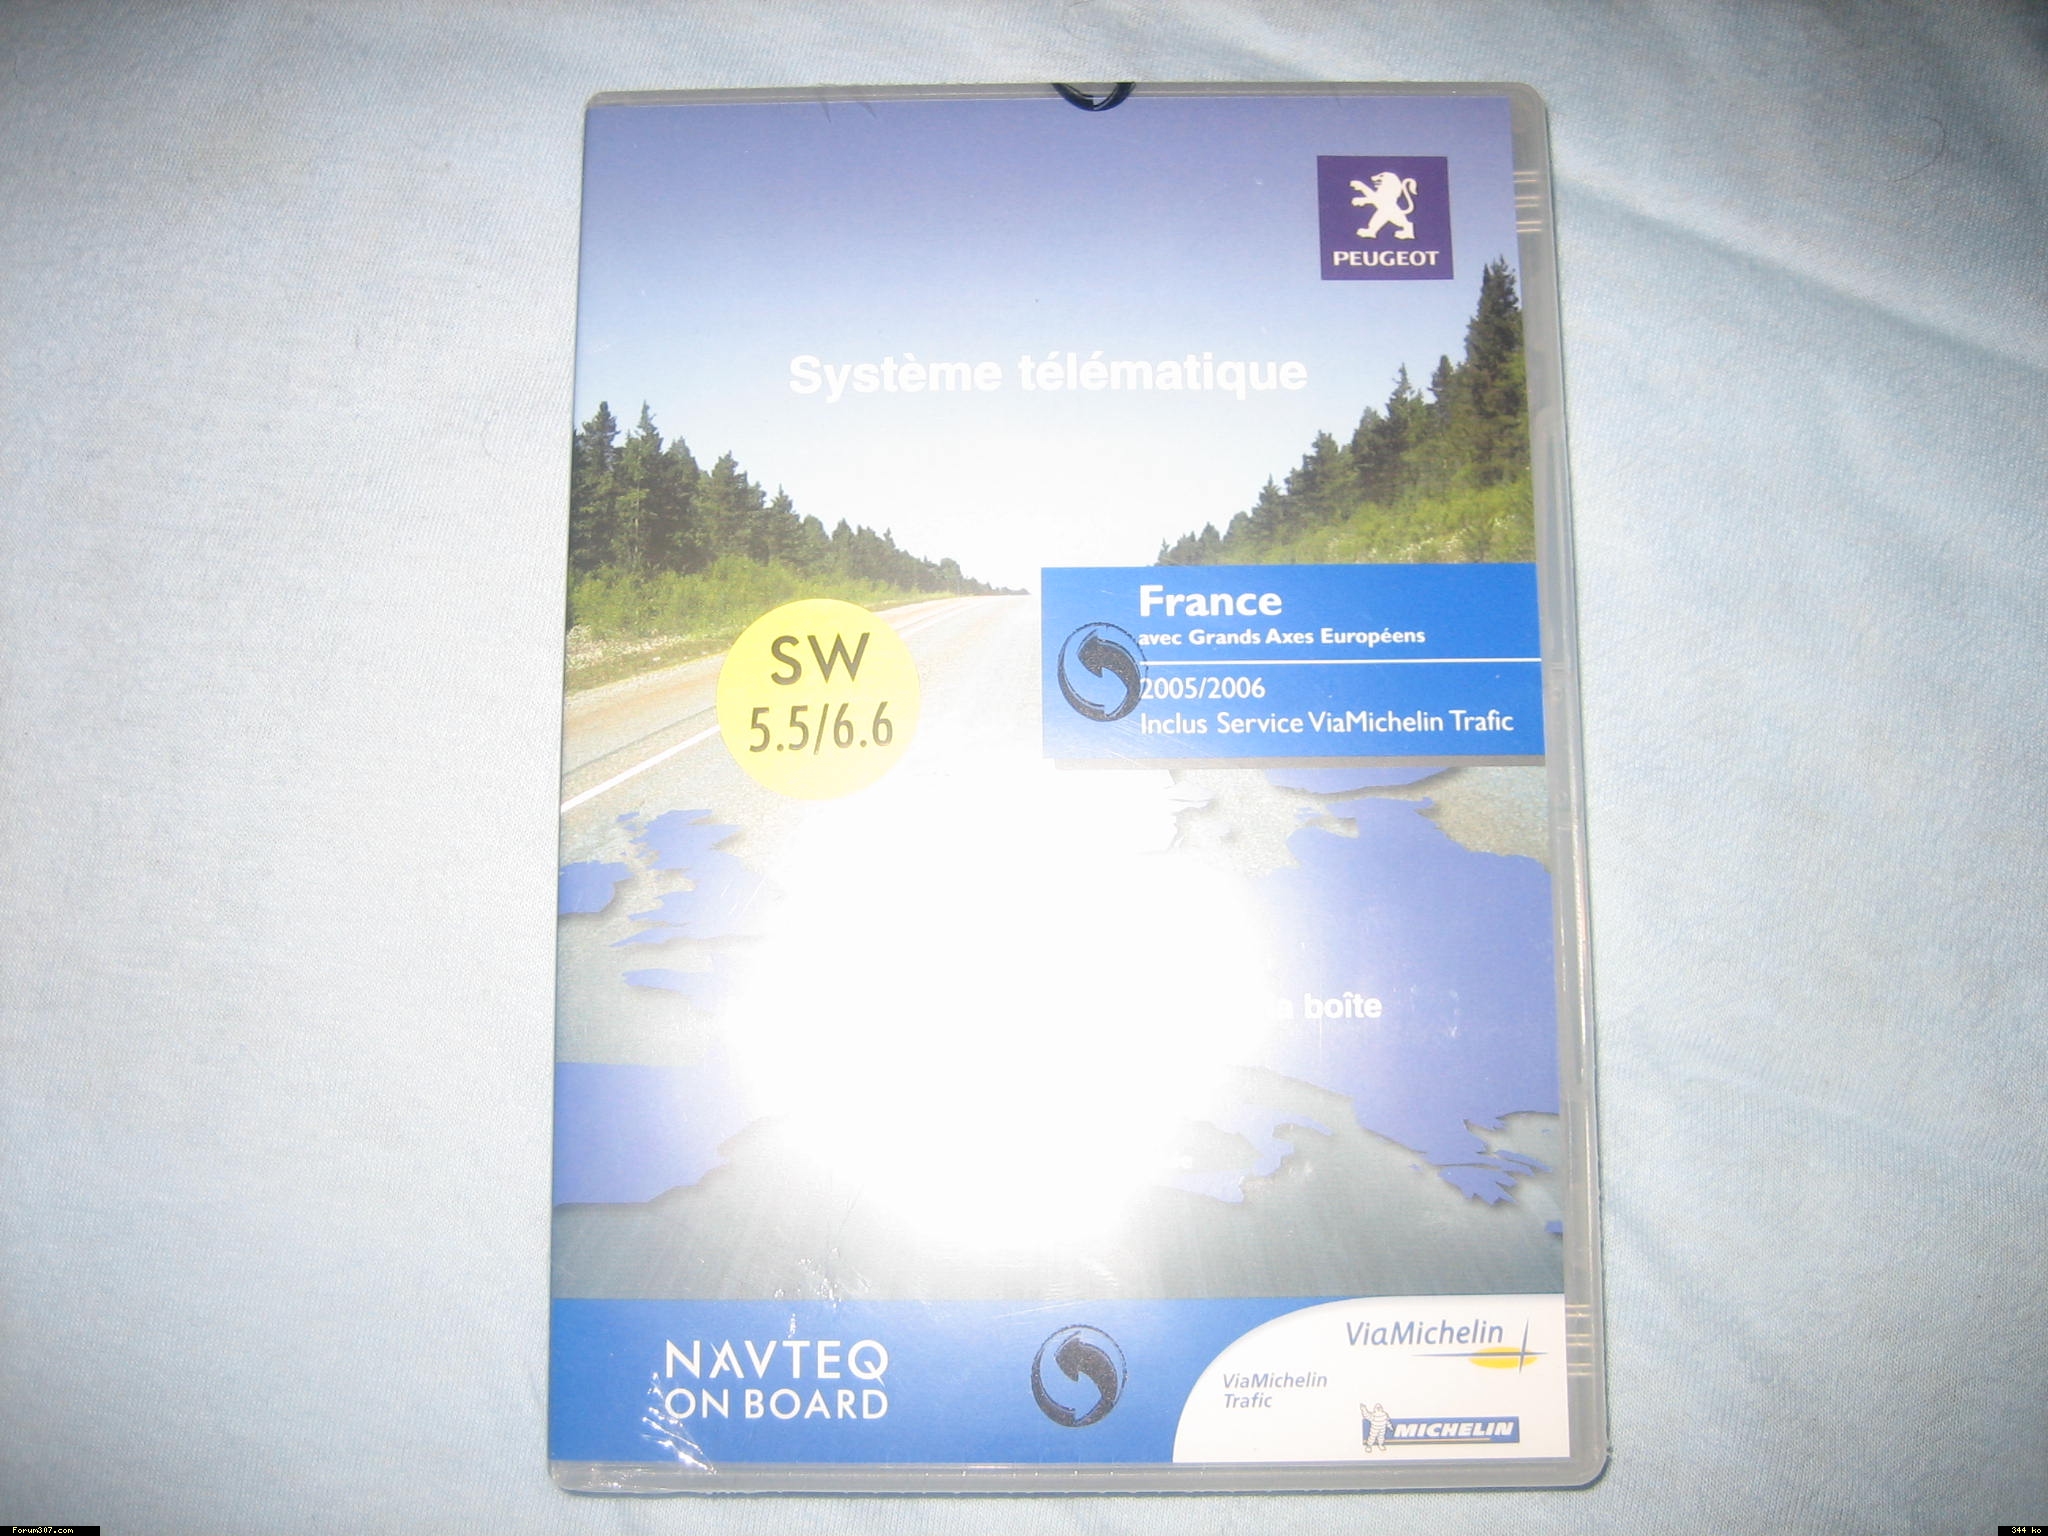 PEUGEOT
Système télématique
France
avec Grands Axes Européens
2005/2006
Inclus Service ViaMichelin Trafic
SW
5.5/6.6
boîte
NAVTEQ
ON BOARD
ViaMichelin
ViaMichelin
Trafic
MICHELIN
Forum307.com
344 ko